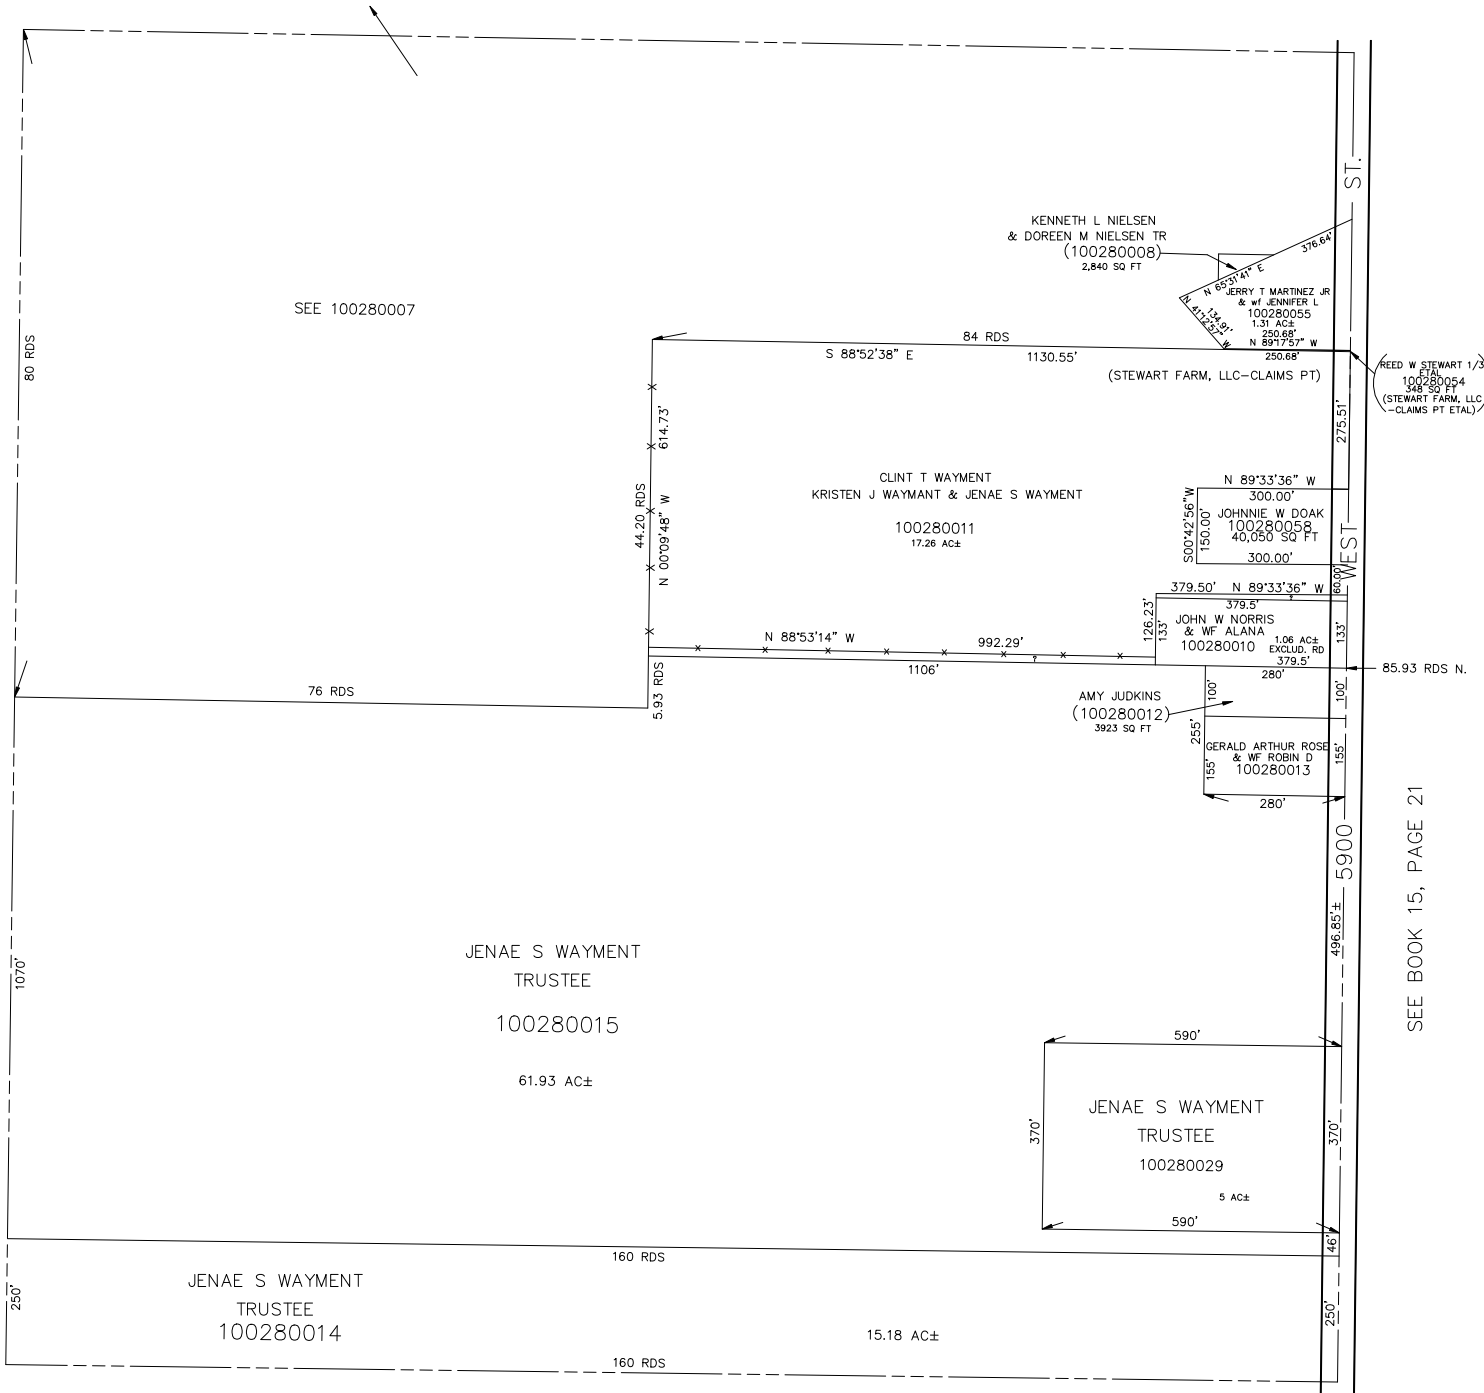 ST.
KENNETH L NIELSEN
& DOREEN M NIELSEN TR
(100280008)
2,840 SQ FT
376.64'
N 65°31'41" E
134.91'
N 41°12'57" W
JERRY T MARTINEZ JR
& wf JENNIFER L
100280055
1.31 AC±
250.68'
N 89°17'57" W
250.68'
SEE 100280007
80 RDS
84 RDS
S 88°52'38" E
1130.55'
(STEWART FARM, LLC-CLAIMS PT)
REED W STEWART 1/3
ETAL
100280054
348 SQ FT
(STEWART FARM, LLC
-CLAIMS PT ETAL)
275.51'
614.73'
44.20 RDS
N 00°09'48" W
CLINT T WAYMENT
KRISTEN J WAYMANT & JENAE S WAYMENT
100280011
17.26 AC±
N 89°33'36" W
300.00'
S00°42'56"W
150.00'
JOHNNIE W DOAK
100280058
40,050 SQ FT
300.00'
WEST
60.00'
379.50' N 89°33'36" W
379.5'
?
126.23'
133'
JOHN W NORRIS
& WF ALANA
100280010
1.06 AC±
EXCLUD. RD
379.5'
133'
N 88°53'14" W
992.29'
1106'
?
5.93 RDS
76 RDS
280'
85.93 RDS N.
AMY JUDKINS
(100280012)
3923 SQ FT
100'
100'
255'
GERALD ARTHUR ROSE
& WF ROBIN D
100280013
155'
155'
280'
5900
SEE BOOK 15, PAGE 21
496.85'±
1070'
JENAE S WAYMENT
TRUSTEE
100280015
61.93 AC±
590'
370'
JENAE S WAYMENT
TRUSTEE
100280029
5 AC±
370'
590'
46'
160 RDS
250'
JENAE S WAYMENT
TRUSTEE
100280014
15.18 AC±
250'
160 RDS